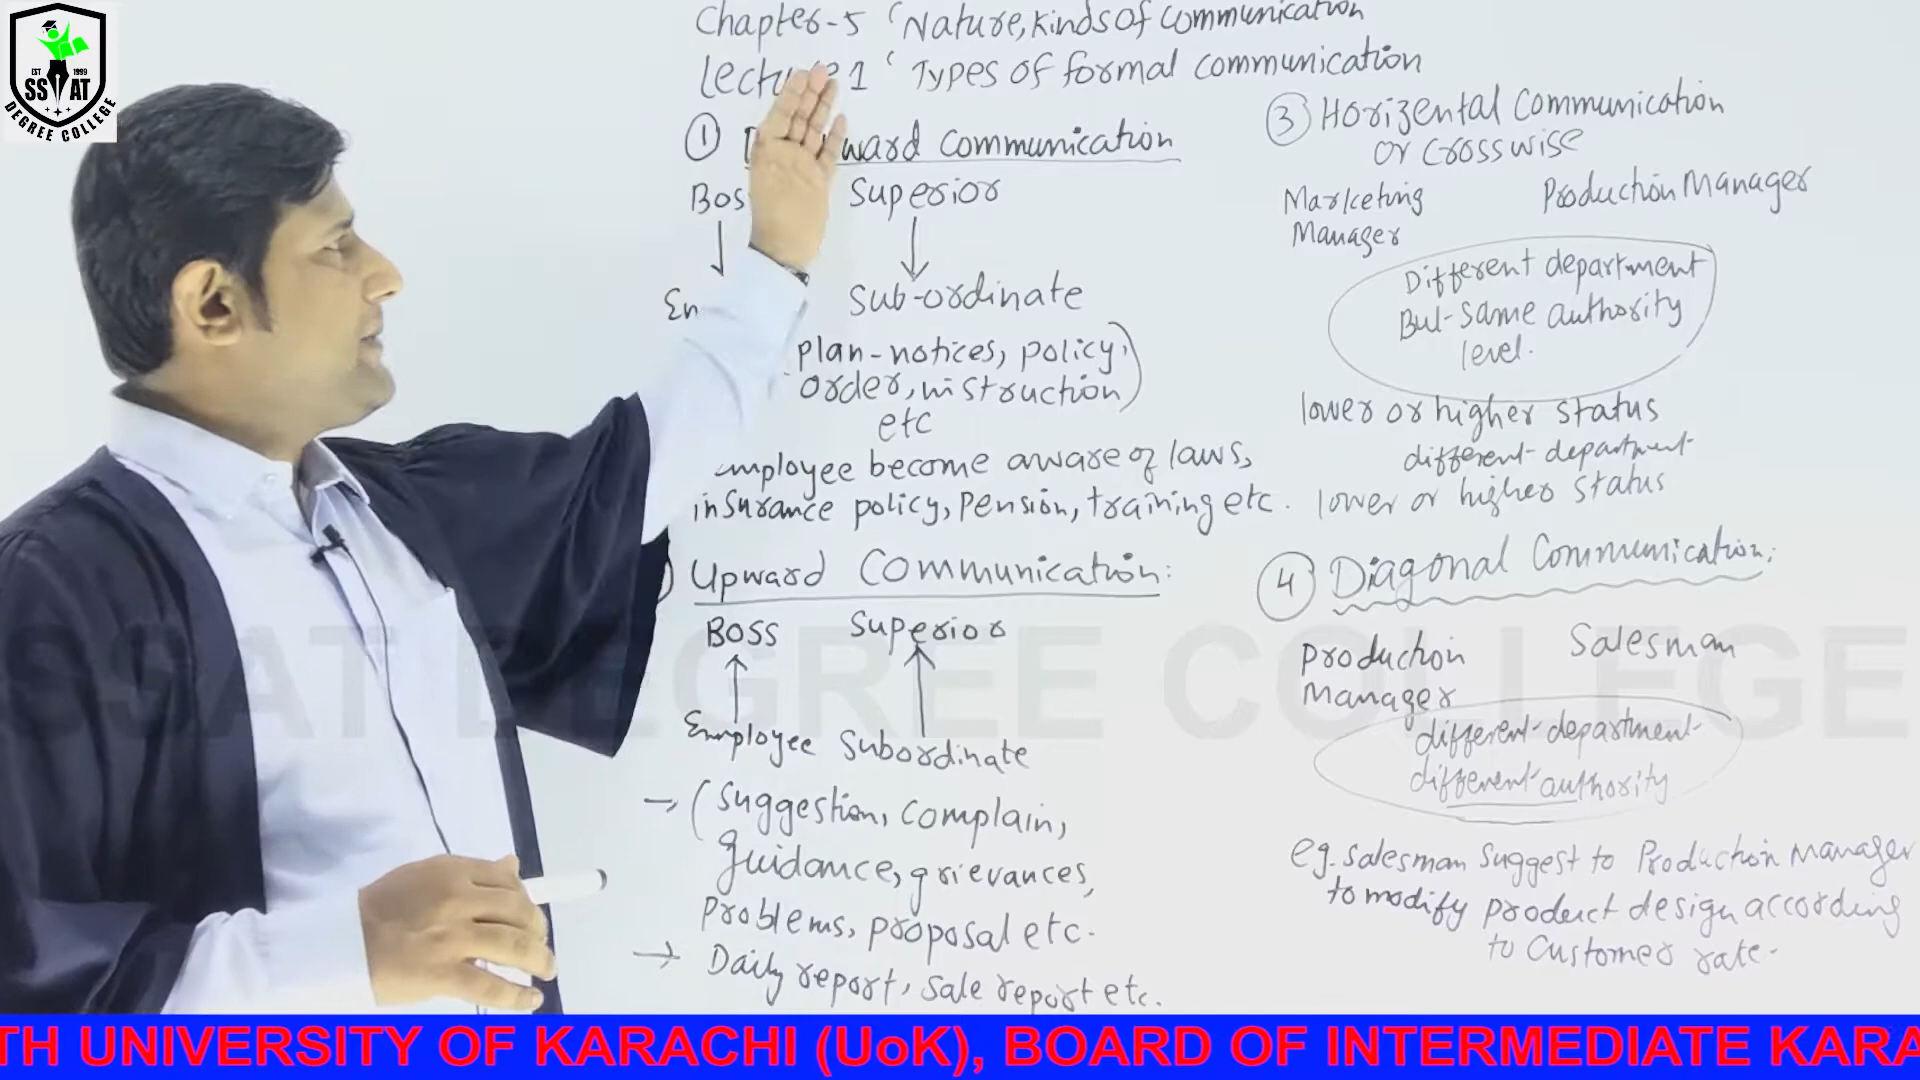 EST 1999
SSAT
DEGREE COLLEGE
Chapter-5 ‘Nature, kinds of communication
Lecture 1 ‘Types of formal communication
① ward communication
Superior
Sub-ordinate
plan-notices, policy,
order, instruction)
etc
employee become aware of laws,
insurance policy, pension, training etc.
Upward Communication:
Boss Superior
Employee Subordinate
→ (suggestion, complain,
guidance, grievances,
problems, proposal etc.
→ Daily report, sale report etc.
③ Horizental Communication
or crosswise
Marketing Production Manager
Manager
Different department
But same authority
level.
lower or higher status
different department
lower or higher status
④ Diagonal Communication:
Production Salesman
Manager
different department
different authority
eg. salesman suggest to Production Manager
to modify product design according
to customer rate.
SSAT DEGREE COLLEGE
TH UNIVERSITY OF KARACHI (UoK), BOARD OF INTERMEDIATE KARA